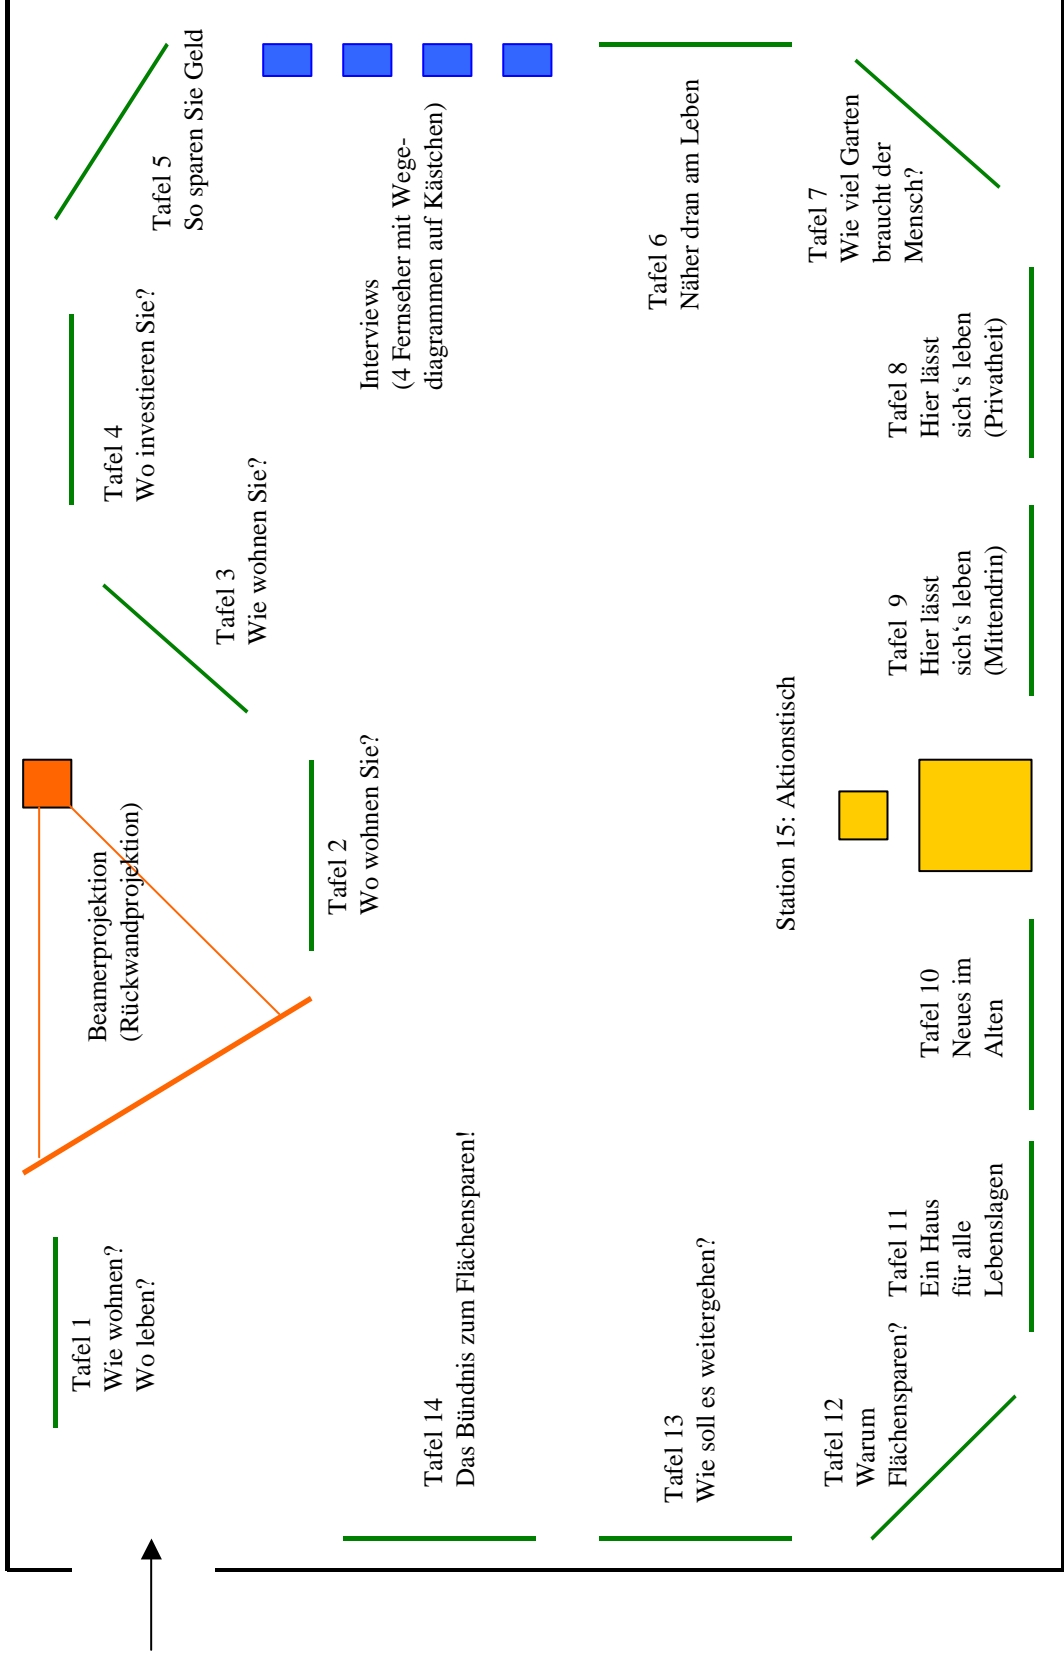 Tafel 1
Wie wohnen?
Wo leben?
Beamerprojektion
(Rückwandprojektion)
Tafel 2
Wo wohnen Sie?
Tafel 3
Wie wohnen Sie?
Tafel 4
Wo investieren Sie?
Tafel 5
So sparen Sie Geld
Interviews
(4 Fernseher mit Wege-
diagrammen auf Kästchen)
Tafel 6
Näher dran am Leben
Tafel 7
Wie viel Garten
braucht der
Mensch?
Tafel 8
Hier lässt
sich‘s leben
(Privatheit)
Tafel 9
Hier lässt
sich‘s leben
(Mittendrin)
Station 15: Aktionstisch
Tafel 10
Neues im
Alten
Tafel 11
Ein Haus
für alle
Lebenslagen
Tafel 12
Warum
Flächensparen?
Tafel 13
Wie soll es weitergehen?
Tafel 14
Das Bündnis zum Flächensparen!